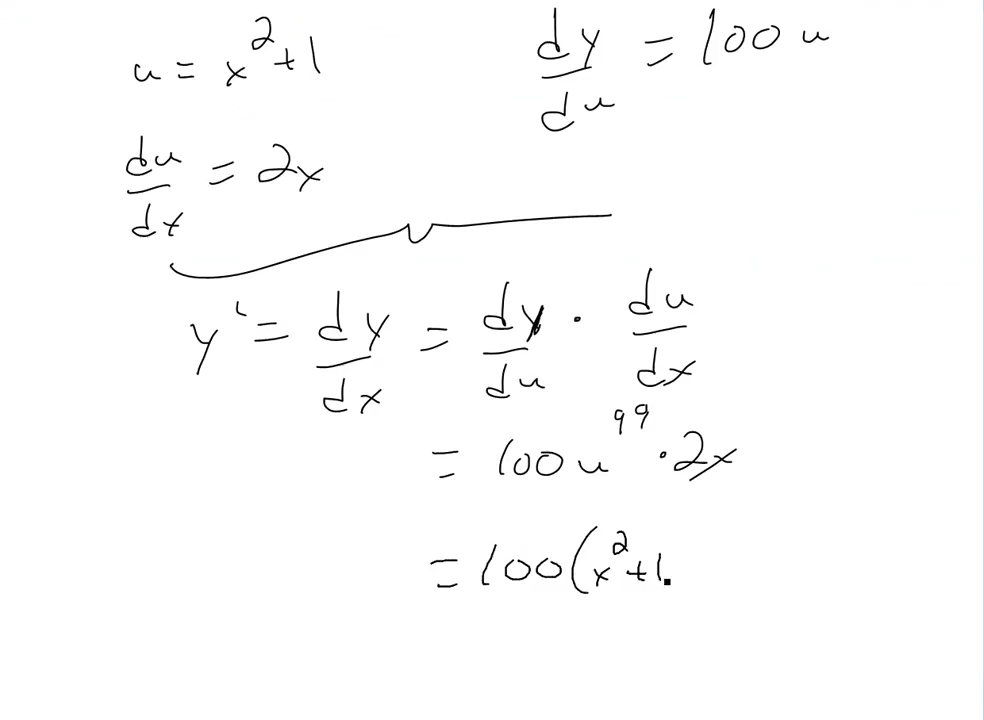 u = x²+1
dy/du = 100 u
du/dx = 2x
y' = dy/dx = dy/du · du/dx
= 100 u⁹⁹ · 2x
= 100(x²+1